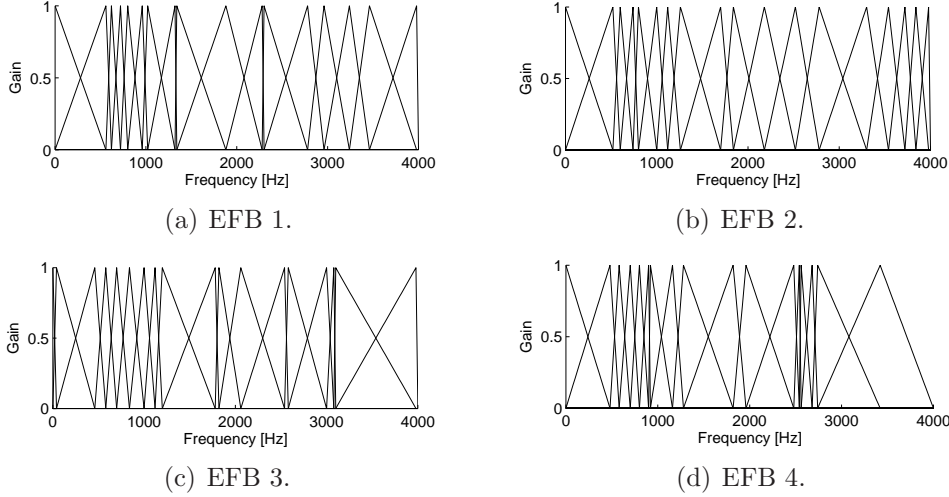 1
0.5
0
Gain
0 1000 2000 3000 4000
Frequency [Hz]
(a) EFB 1.
1
0.5
0
Gain
0 1000 2000 3000 4000
Frequency [Hz]
(b) EFB 2.
1
0.5
0
Gain
0 1000 2000 3000 4000
Frequency [Hz]
(c) EFB 3.
1
0.5
0
Gain
0 1000 2000 3000 4000
Frequency [Hz]
(d) EFB 4.